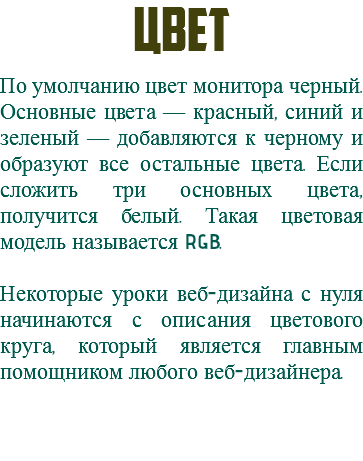 ЦВЕТ
По умолчанию цвет монитора черный.
Основные цвета — красный, синий и
зеленый — добавляются к черному и
образуют все остальные цвета. Если
сложить три основных цвета,
получится белый. Такая цветовая
модель называется RGB.
Некоторые уроки веб-дизайна с нуля
начинаются с описания цветового
круга, который является главным
помощником любого веб-дизайнера.